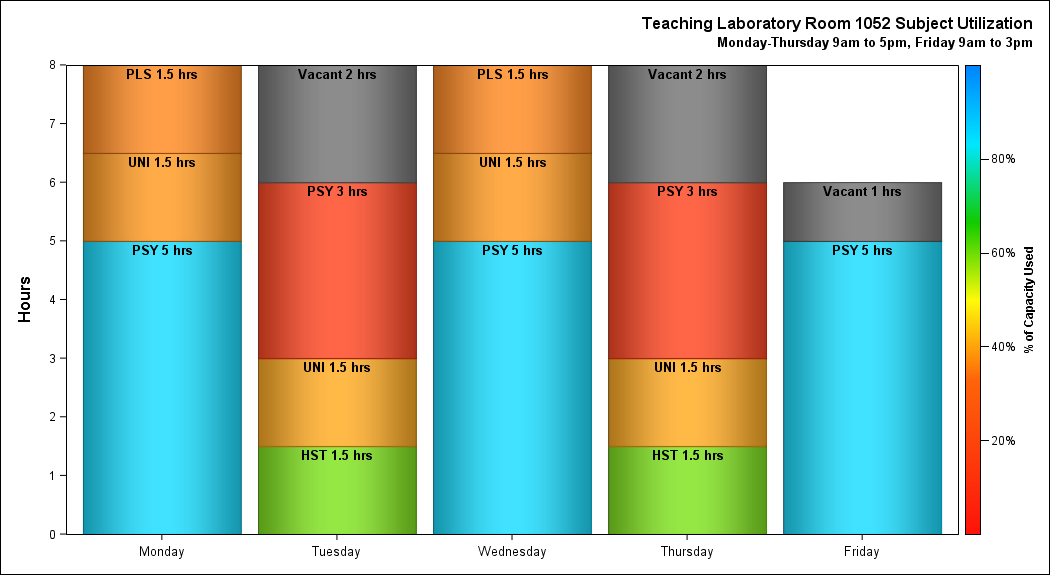 Teaching Laboratory Room 1052 Subject Utilization
Monday-Thursday 9am to 5pm, Friday 9am to 3pm
Hours
8
7
6
5
4
3
2
1
0
PLS 1.5 hrs
UNI 1.5 hrs
PSY 5 hrs
Vacant 2 hrs
PSY 3 hrs
UNI 1.5 hrs
HST 1.5 hrs
PLS 1.5 hrs
UNI 1.5 hrs
PSY 5 hrs
Vacant 2 hrs
PSY 3 hrs
UNI 1.5 hrs
HST 1.5 hrs
Vacant 1 hrs
PSY 5 hrs
Monday
Tuesday
Wednesday
Thursday
Friday
80%
60%
40%
20%
% of Capacity Used